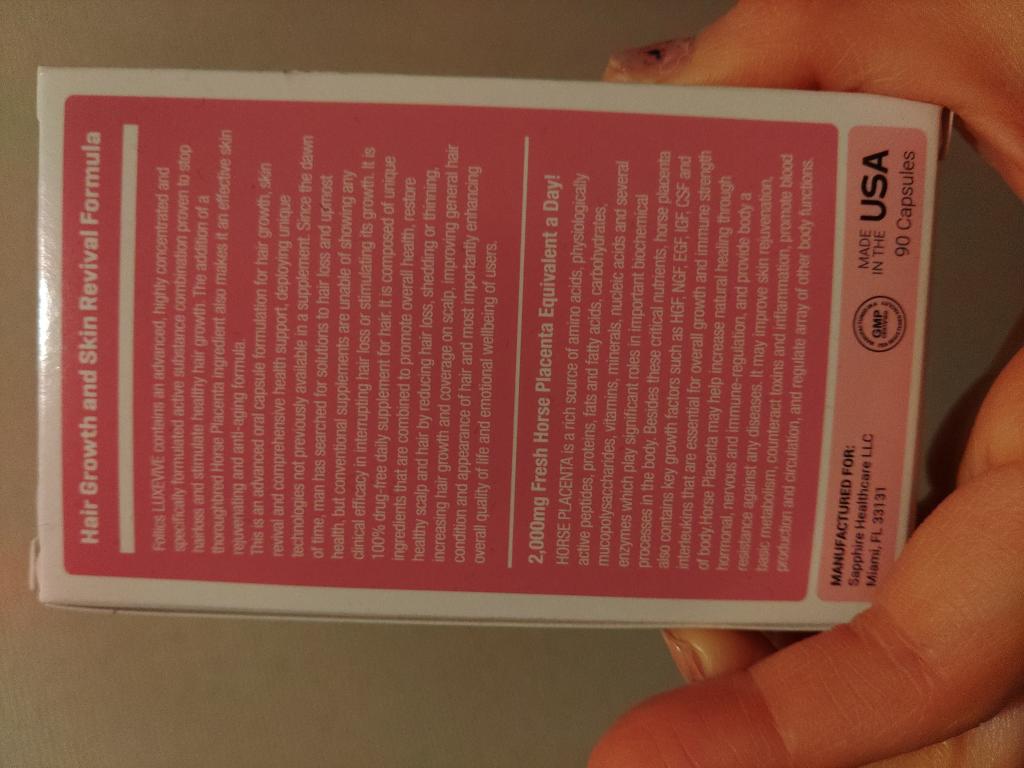 Hair Growth and Skin Revival Formula
Follics LUXXIVE contains an advanced, highly concentrated and
specifically formulated active substance combination proven to stop
hairloss and stimulate healthy hair growth. The addition of a
throughbred Horse Placenta ingredient also makes it an effective skin
rejuvenating and anti-aging formula.
This is an advanced oral capsule formulation for hair growth, skin
revival and comprehensive health support, deploying unique
technologies not previously available in a supplement. Since the dawn
of time, man has searched for solutions to hair loss and upmost
health, but conventional supplements are unable of showing any
clinical efficacy in interrupting hair loss or stimulating its growth. It is
100% drug-free daily supplement for hair. It is composed of unique
ingredients that are combined to promote overall health, restore
healthy scalp and hair by reducing hair loss, shedding or thinning,
increasing hair growth and coverage on scalp, improving general hair
condition and appearance of hair and most importantly enhancing
overall quality of life and emotional wellbeing of users.
2,000mg Fresh Horse Placenta Equivalent a Day!
HORSE PLACENTA is a rich source of amino acids, physiologically
active peptides, proteins, fats and fatty acids, carbohydrates,
mucopolysaccharides, vitamins, minerals, nucleic acids and several
enzymes which play significant roles in important biochemical
processes in the body. Besides these critical nutrients, horse placenta
also contains key growth factors such as HGF, NGF, EGF, IGF, CSF and
interleukins that are essential for overall growth and immune strength
of body. Horse Placenta may help increase natural healing through
hormonal, nervous and immune-regulation, and provide body a
resistance against any diseases. It may improve skin rejuvenation,
basic metabolism, counteract toxins and inflammation, promote blood
production and circulation, and regulate array of other body functions.
MANUFACTURED FOR:
Sapphire Healthcare LLC
Miami, FL 33131
GMP
MADE
IN THE USA
90 Capsules